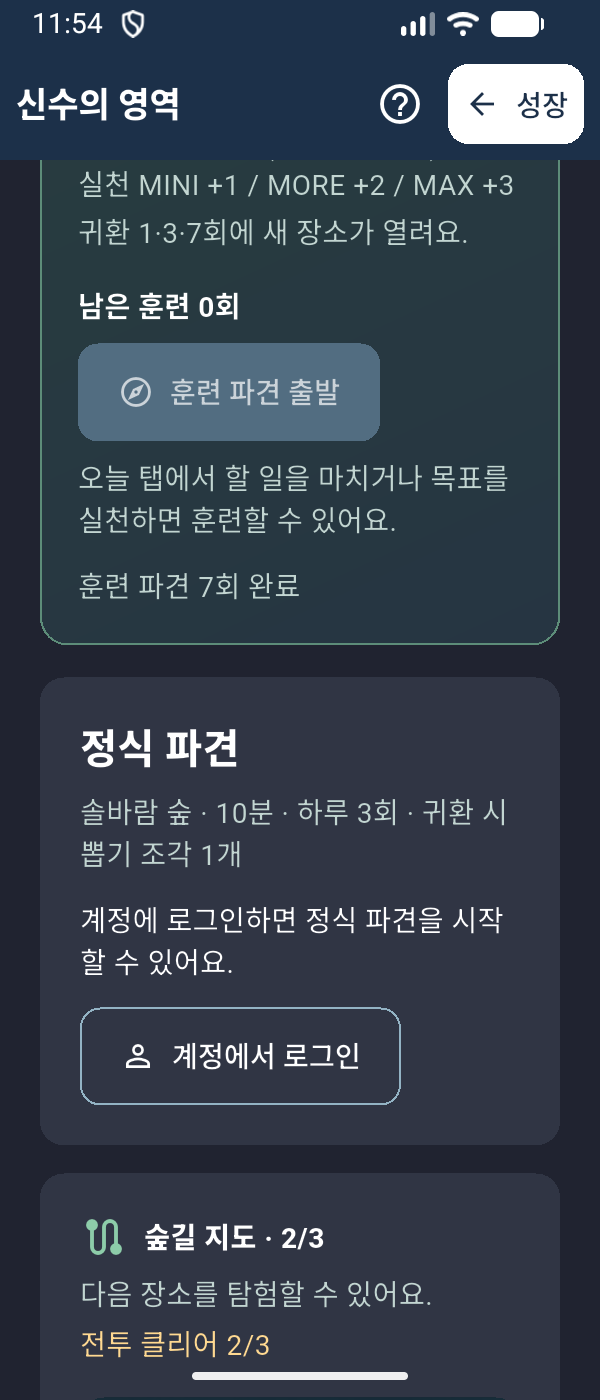 11:54
신수의 영역
성장
실천 MINI +1 / MORE +2 / MAX +3
귀환 1·3·7회에 새 장소가 열려요.
남은 훈련 0회
훈련 파견 출발
오늘 탭에서 할 일을 마치거나 목표를
실천하면 훈련할 수 있어요.
훈련 파견 7회 완료
정식 파견
솔바람 숲 · 10분 · 하루 3회 · 귀환 시
뽑기 조각 1개
계정에 로그인하면 정식 파견을 시작
할 수 있어요.
계정에서 로그인
숲길 지도 · 2/3
다음 장소를 탐험할 수 있어요.
전투 클리어 2/3